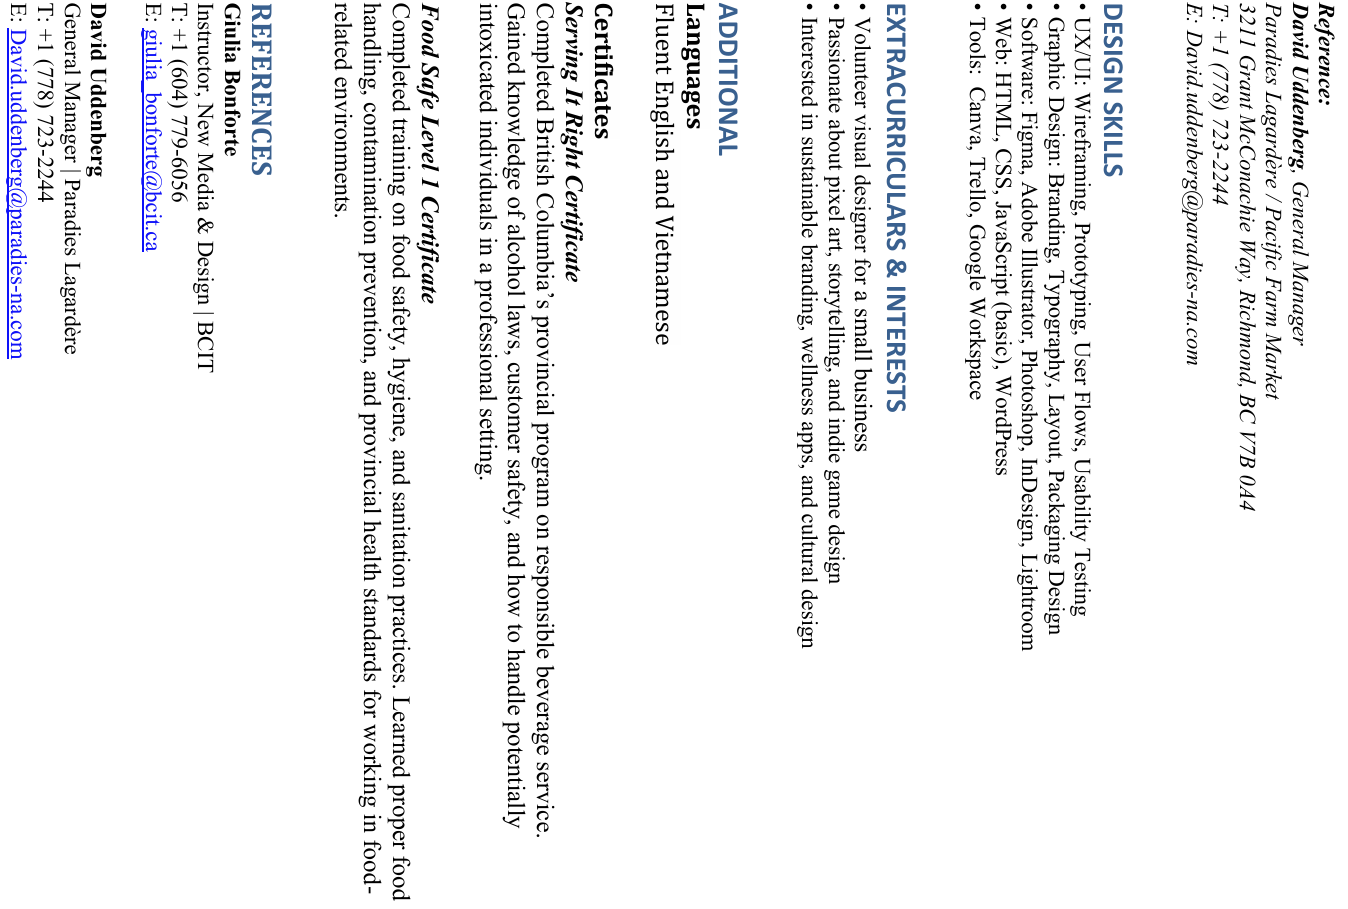 Reference:
David Uddenberg, General Manager
Paradies Lagardère / Pacific Farm Market
3211 Grant McConachie Way, Richmond, BC V7B 0A4
T: +1 (778) 723-2244
E: David.uddenberg@paradies-na.com
DESIGN SKILLS
• UX/UI: Wireframing, Prototyping, User Flows, Usability Testing
• Graphic Design: Branding, Typography, Layout, Packaging Design
• Software: Figma, Adobe Illustrator, Photoshop, InDesign, Lightroom
• Web: HTML, CSS, JavaScript (basic), WordPress
• Tools: Canva, Trello, Google Workspace
EXTRACURRICULARS & INTERESTS
• Volunteer visual designer for a small business
• Passionate about pixel art, storytelling, and indie game design
• Interested in sustainable branding, wellness apps, and cultural design
ADDITIONAL
Languages
Fluent English and Vietnamese
Certificates
Serving It Right Certificate
Completed British Columbia’s provincial program on responsible beverage service.
Gained knowledge of alcohol laws, customer safety, and how to handle potentially
intoxicated individuals in a professional setting.
Food Safe Level 1 Certificate
Completed training on food safety, hygiene, and sanitation practices. Learned proper food
handling, contamination prevention, and provincial health standards for working in food-
related environments.
REFERENCES
Giulia Bonforte
Instructor, New Media & Design | BCIT
T: +1 (604) 779-6056
E: giulia_bonforte@bcit.ca
David Uddenberg
General Manager | Paradies Lagardère
T: +1 (778) 723-2244
E: David.uddenberg@paradies-na.com